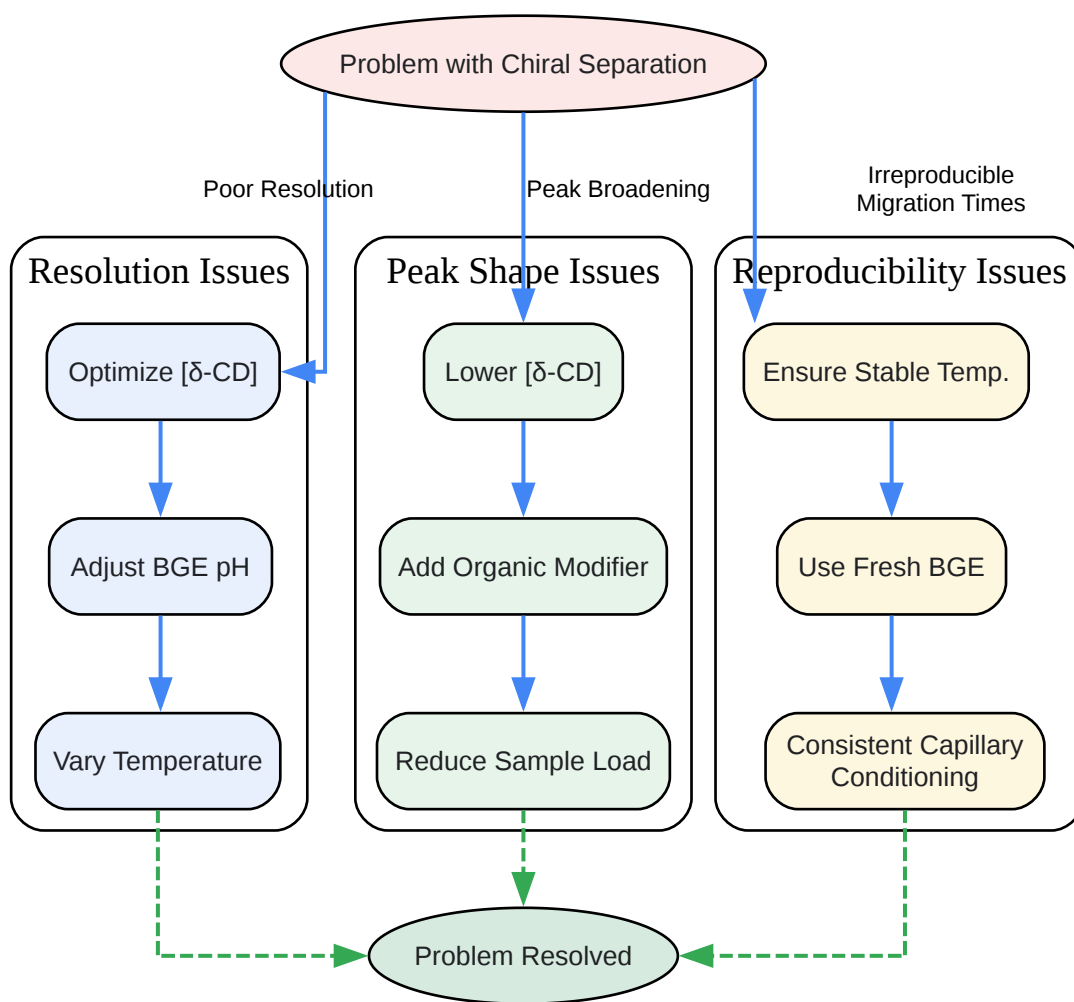 Problem with Chiral Separation
Poor Resolution
Peak Broadening
Irreproducible
Migration Times
Resolution Issues
Peak Shape Issues
Reproducibility Issues
Optimize [δ-CD]
Lower [δ-CD]
Ensure Stable Temp.
Adjust BGE pH
Add Organic Modifier
Use Fresh BGE
Vary Temperature
Reduce Sample Load
Consistent Capillary
Conditioning
Problem Resolved